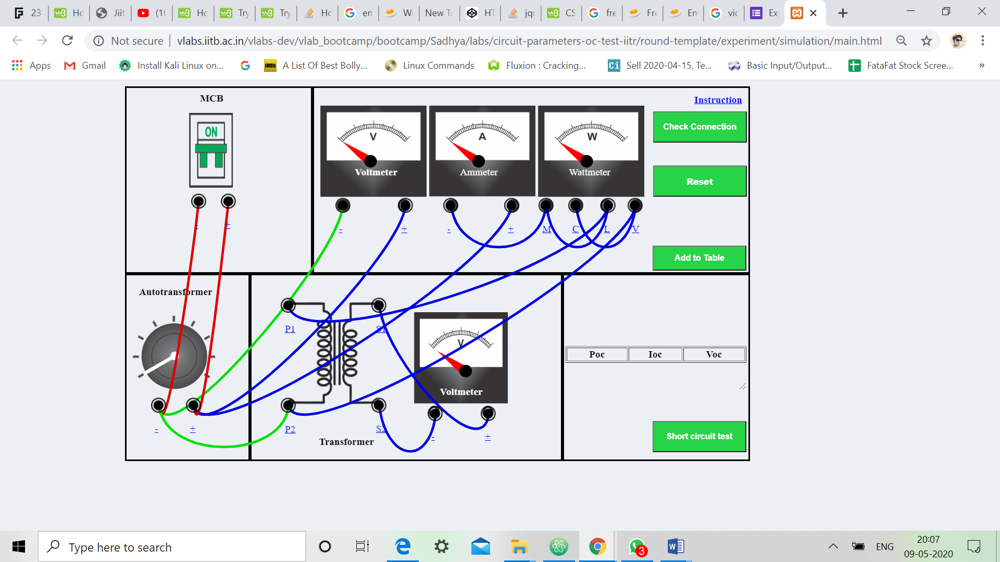 23 Hc Jiit (1( Hc Try Try Hc en Wc New Ta HT jqu CS fre Fre Em vic Ex
Not secure vlabs.iitb.ac.in/vlabs-dev/vlab_bootcamp/bootcamp/Sadhya/labs/circuit-parameters-oc-test-iitr/round-template/experiment/simulation/main.html
Apps Gmail Install Kali Linux on... IMDb A List Of Best Bolly... Linux Commands Fluxion : Cracking... Ci Sell 2020-04-15, Te... Basic Input/Output... FataFat Stock Scree... »
MCB
Instruction
ON
V A W
Check Connection
Voltmeter Ammeter Wattmeter
Reset
- +
- + - + M C L V
Add to Table
Autotransformer
P1 S1
V
Poc Ioc Voc
Voltmeter
- + P2 S2 - +
Transformer
Short circuit test
Type here to search
3
ENG
20:07
09-05-2020